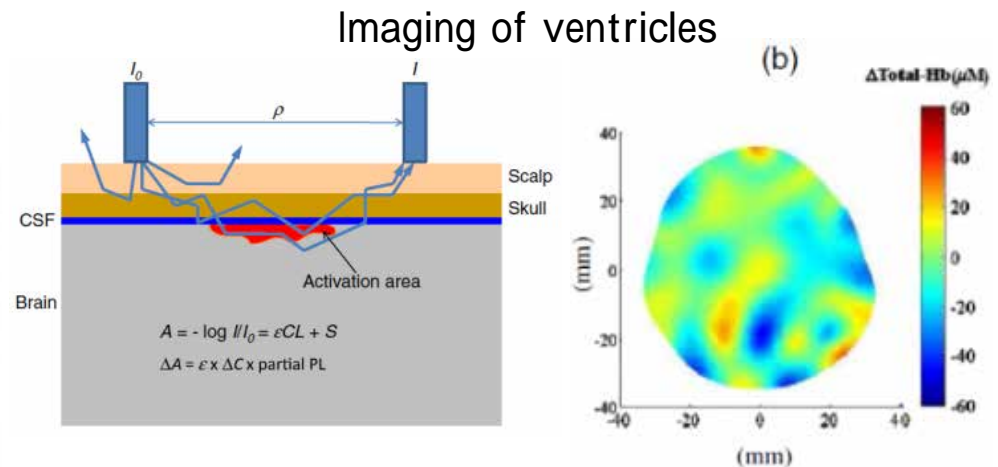 Imaging of ventricles
I₀
I
ρ
Scalp
Skull
CSF
Activation area
Brain
A = - log I/I₀ = εCL + S
ΔA = ε x ΔC x partial PL
(b)
ΔTotal-Hb(μM)
60
40
20
0
-20
-40
-60
40
20
0
-20
-40
(mm)
-40 -20 0 20 40
(mm)